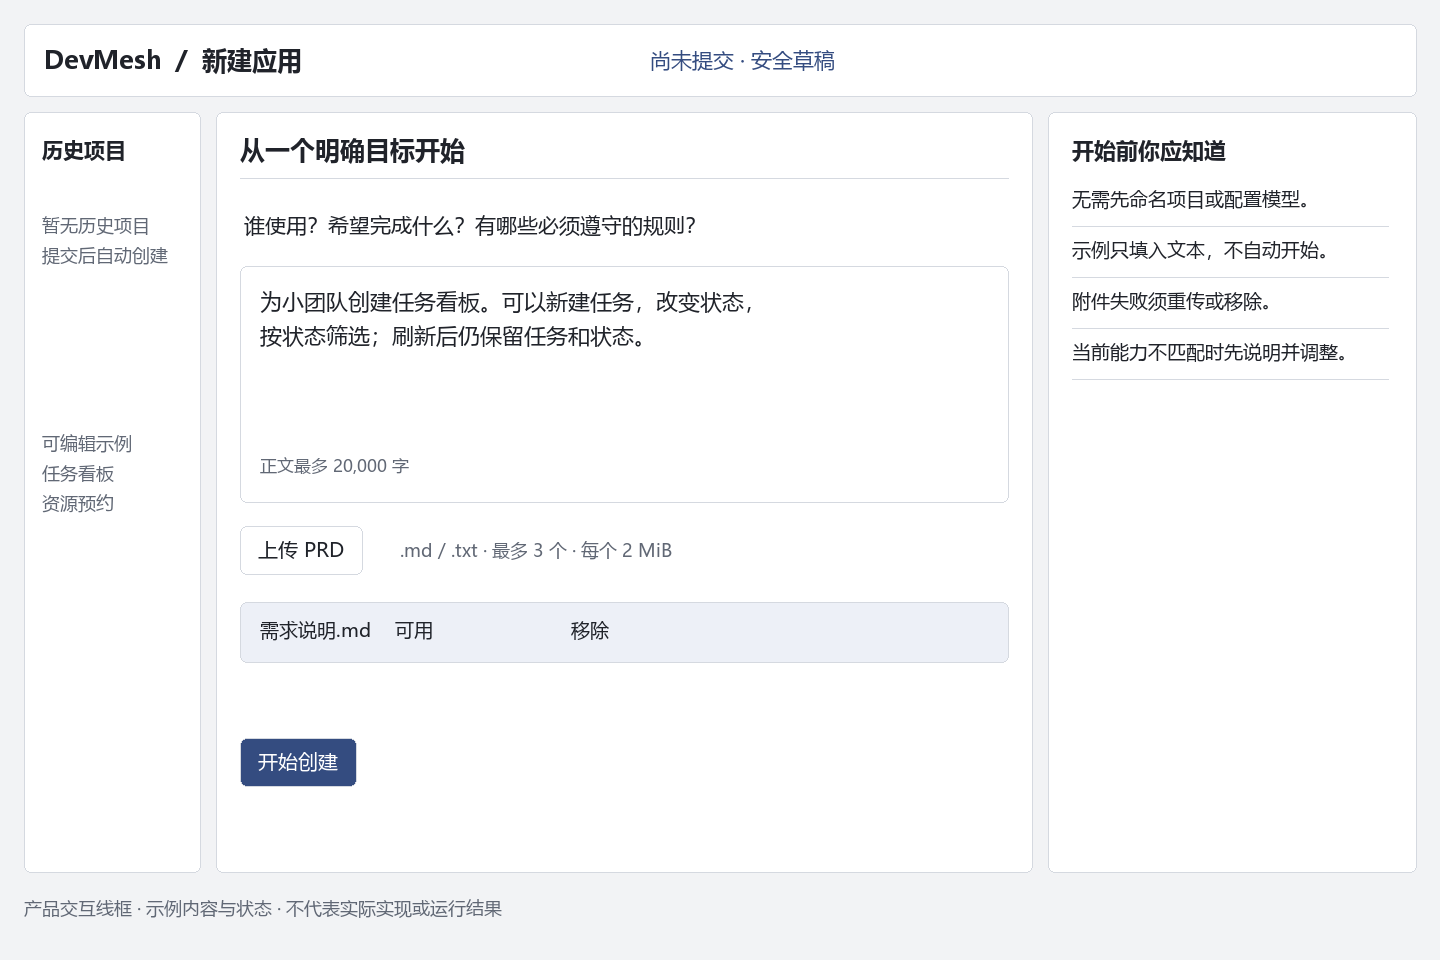 DevMesh / 新建应用
尚未提交 · 安全草稿
历史项目
暂无历史项目
提交后自动创建
可编辑示例
任务看板
资源预约
从一个明确目标开始
谁使用？希望完成什么？有哪些必须遵守的规则？
为小团队创建任务看板。可以新建任务，改变状态，
按状态筛选；刷新后仍保留任务和状态。
正文最多 20,000 字
上传 PRD
.md / .txt · 最多 3 个 · 每个 2 MiB
需求说明.md 可用 移除
开始创建
开始前你应知道
无需先命名项目或配置模型。
示例只填入文本，不自动开始。
附件失败须重传或移除。
当前能力不匹配时先说明并调整。
产品交互线框 · 示例内容与状态 · 不代表实际实现或运行结果